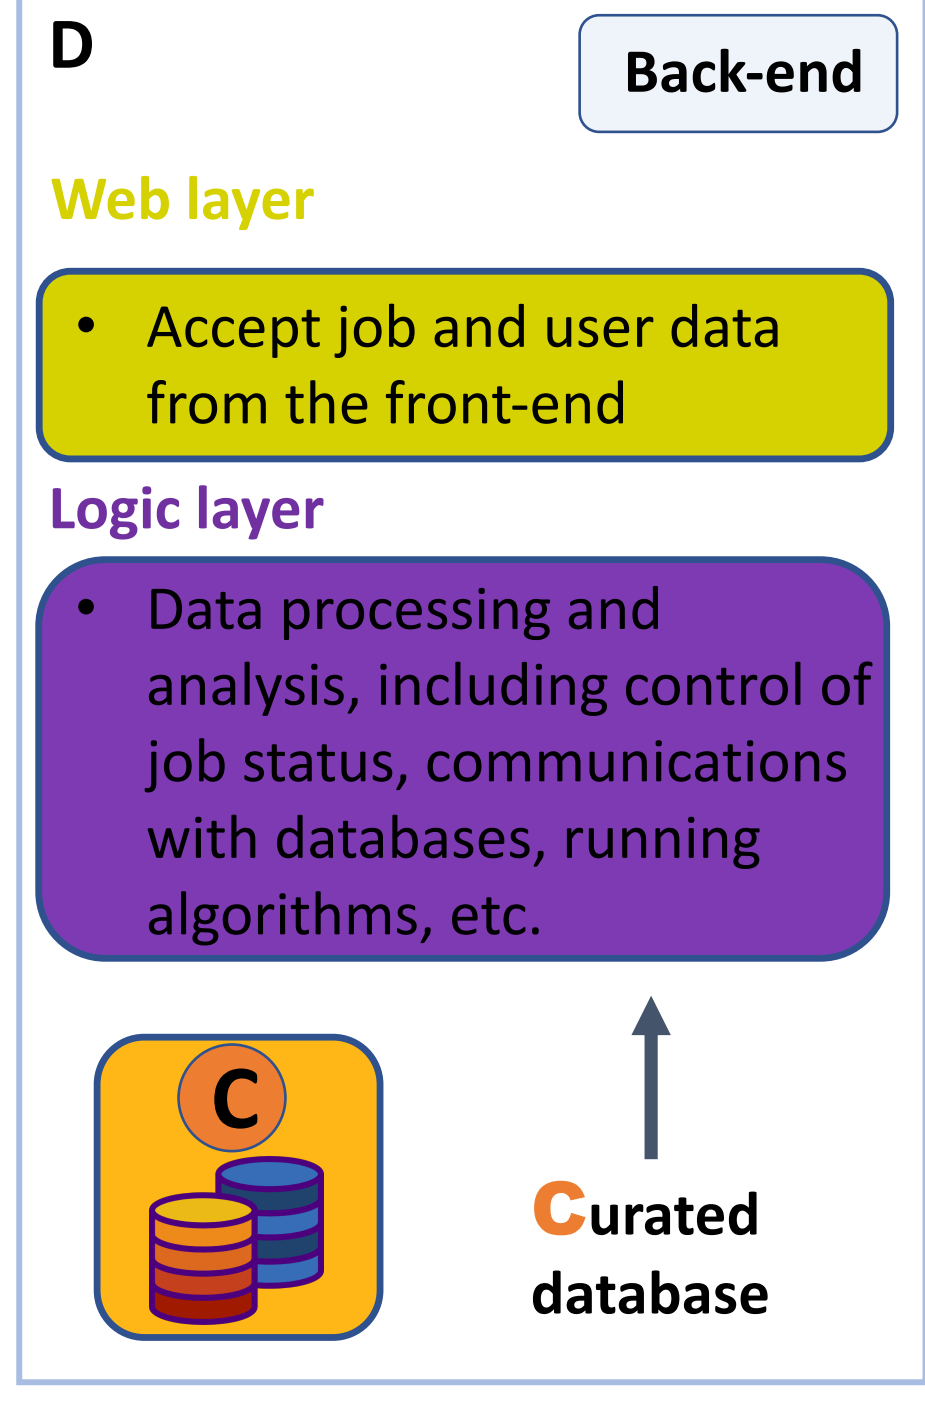 D
Back-end
Web layer
• Accept job and user data
from the front-end
Logic layer
• Data processing and
analysis, including control of
job status, communications
with databases, running
algorithms, etc.
C
Curated
database